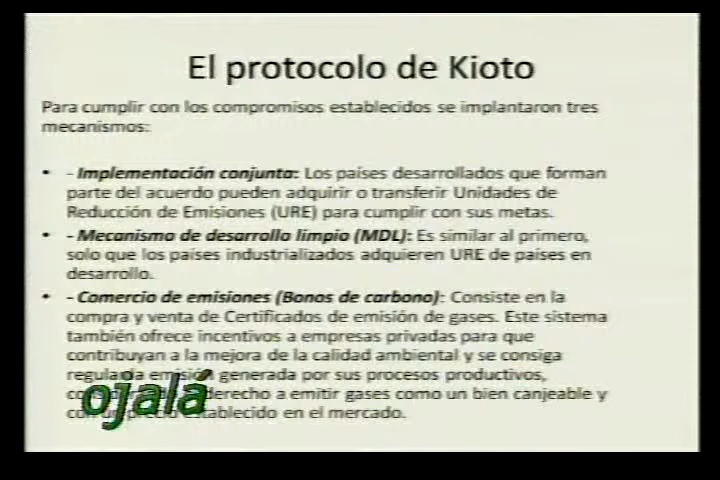 El protocolo de Kioto
Para cumplir con los compromisos establecidos se implantaron tres
mecanismos:
• - Implementación conjunta: Los países desarrollados que forman
parte del acuerdo pueden adquirir o transferir Unidades de
Reducción de Emisiones (URE) para cumplir con sus metas.
• - Mecanismo de desarrollo limpio (MDL): Es similar al primero,
solo que los países industrializados adquieren URE de países en
desarrollo.
• - Comercio de emisiones (Bonos de carbono): Consiste en la
compra y venta de Certificados de emisión de gases. Este sistema
también ofrece incentivos a empresas privadas para que
contribuyan a la mejora de la calidad ambiental y se consiga
regular la emisión generada por sus procesos productivos,
derecho a emitir gases como un bien canjeable y
con un precio establecido en el mercado.
ojalá